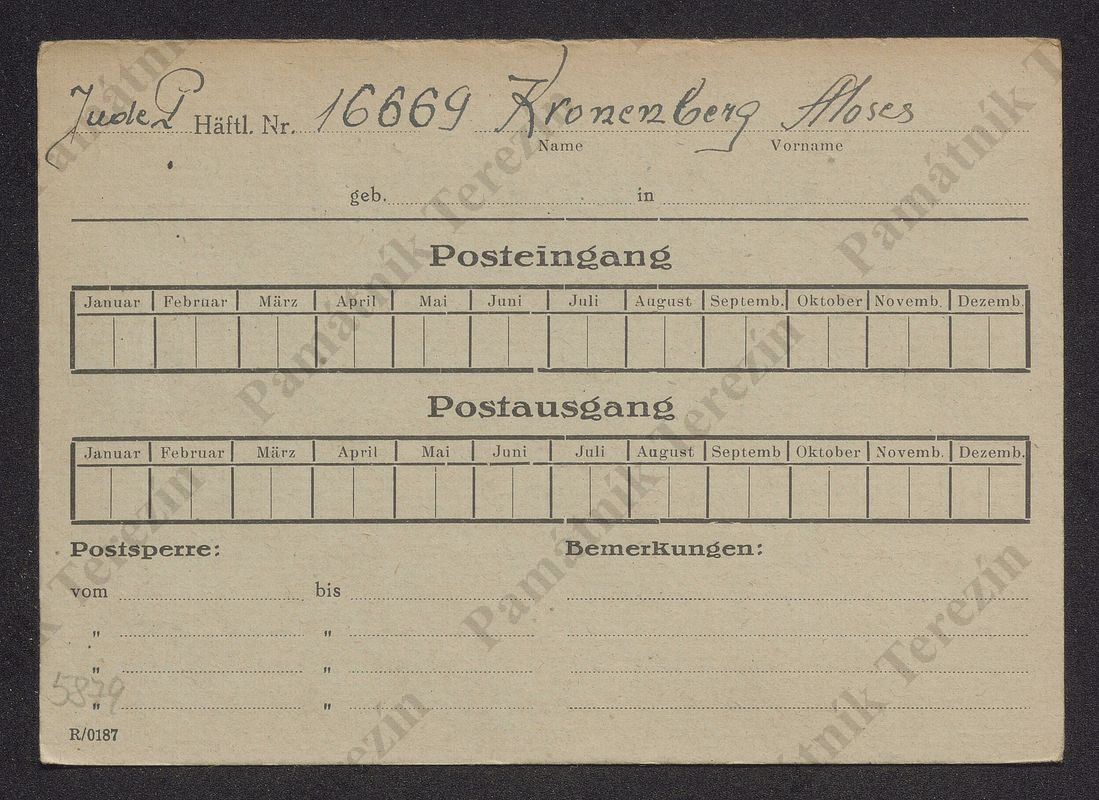 Jude P Häftl. Nr. 16669 Kronenberg Moses
Name Vorname
geb. in
Posteingang
Januar Februar März April Mai Juni Juli August Septemb. Oktober Novemb. Dezemb.
Postausgang
Januar Februar März April Mai Juni Juli August Septemb Oktober Novemb. Dezemb.
Postsperre: Bemerkungen:
vom bis
" "
" "
5879
" "
R/0187
Památník Terezín